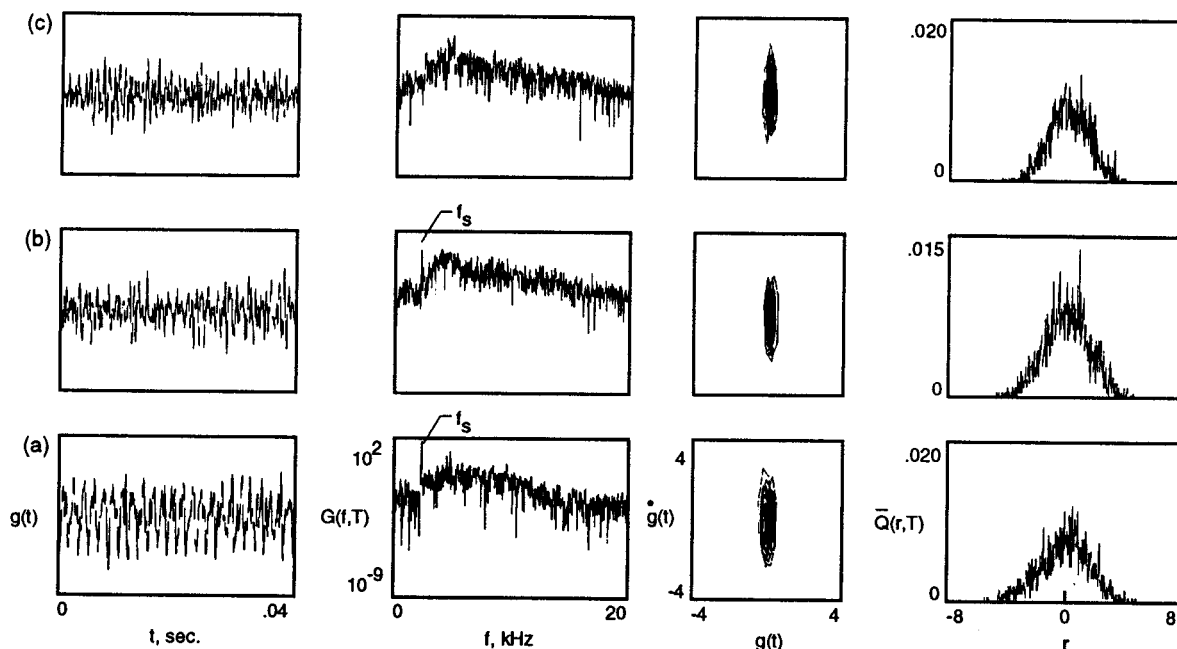 (c)
.020
0
(b)
f_s
.015
0
(a)
f_s
g(t)
10^2
G(f,T)
10^-9
4
ġ(t)
-4
.020
Q̅(r,T)
0
0
.04
t, sec.
0
20
f, kHz
-4
4
g(t)
-8
0
8
r